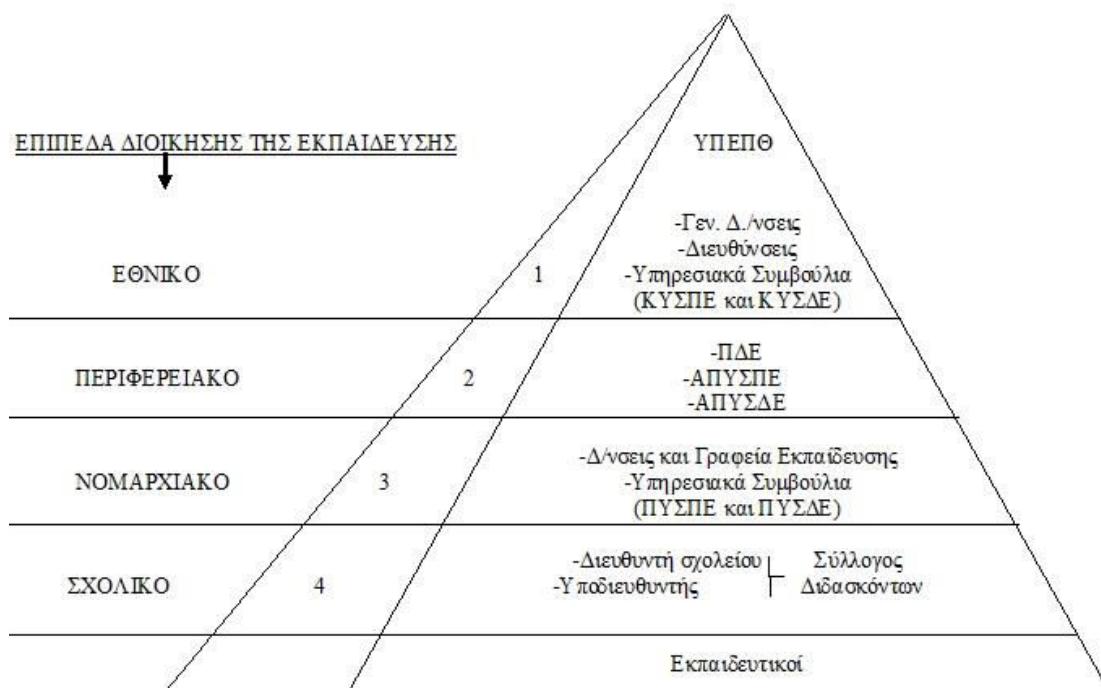 ΕΠΙΠΕΔΑ ΔΙΟΙΚΗΣΗΣ ΤΗΣ ΕΚΠΑΙΔΕΥΣΗΣ
ΥΠΕΠΘ
ΕΘΝΙΚΟ
1
-Γεν. Δ./νσεις
-Διευθύνσεις
-Υπηρεσιακά Συμβούλια
(ΚΥΣΠΕ και ΚΥΣΔΕ)
ΠΕΡΙΦΕΡΕΙΑΚΟ
2
-ΠΔΕ
-ΑΠΥΣΠΕ
-ΑΠΥΣΔΕ
ΝΟΜΑΡΧΙΑΚΟ
3
-Δ/νσεις και Γραφεία Εκπαίδευσης
-Υπηρεσιακά Συμβούλια
(ΠΥΣΠΕ και ΠΥΣΔΕ)
ΣΧΟΛΙΚΟ
4
-Διευθυντή σχολείου
-Υποδιευθυντής
Σύλλογος
Διδασκόντων
Εκπαιδευτικοί